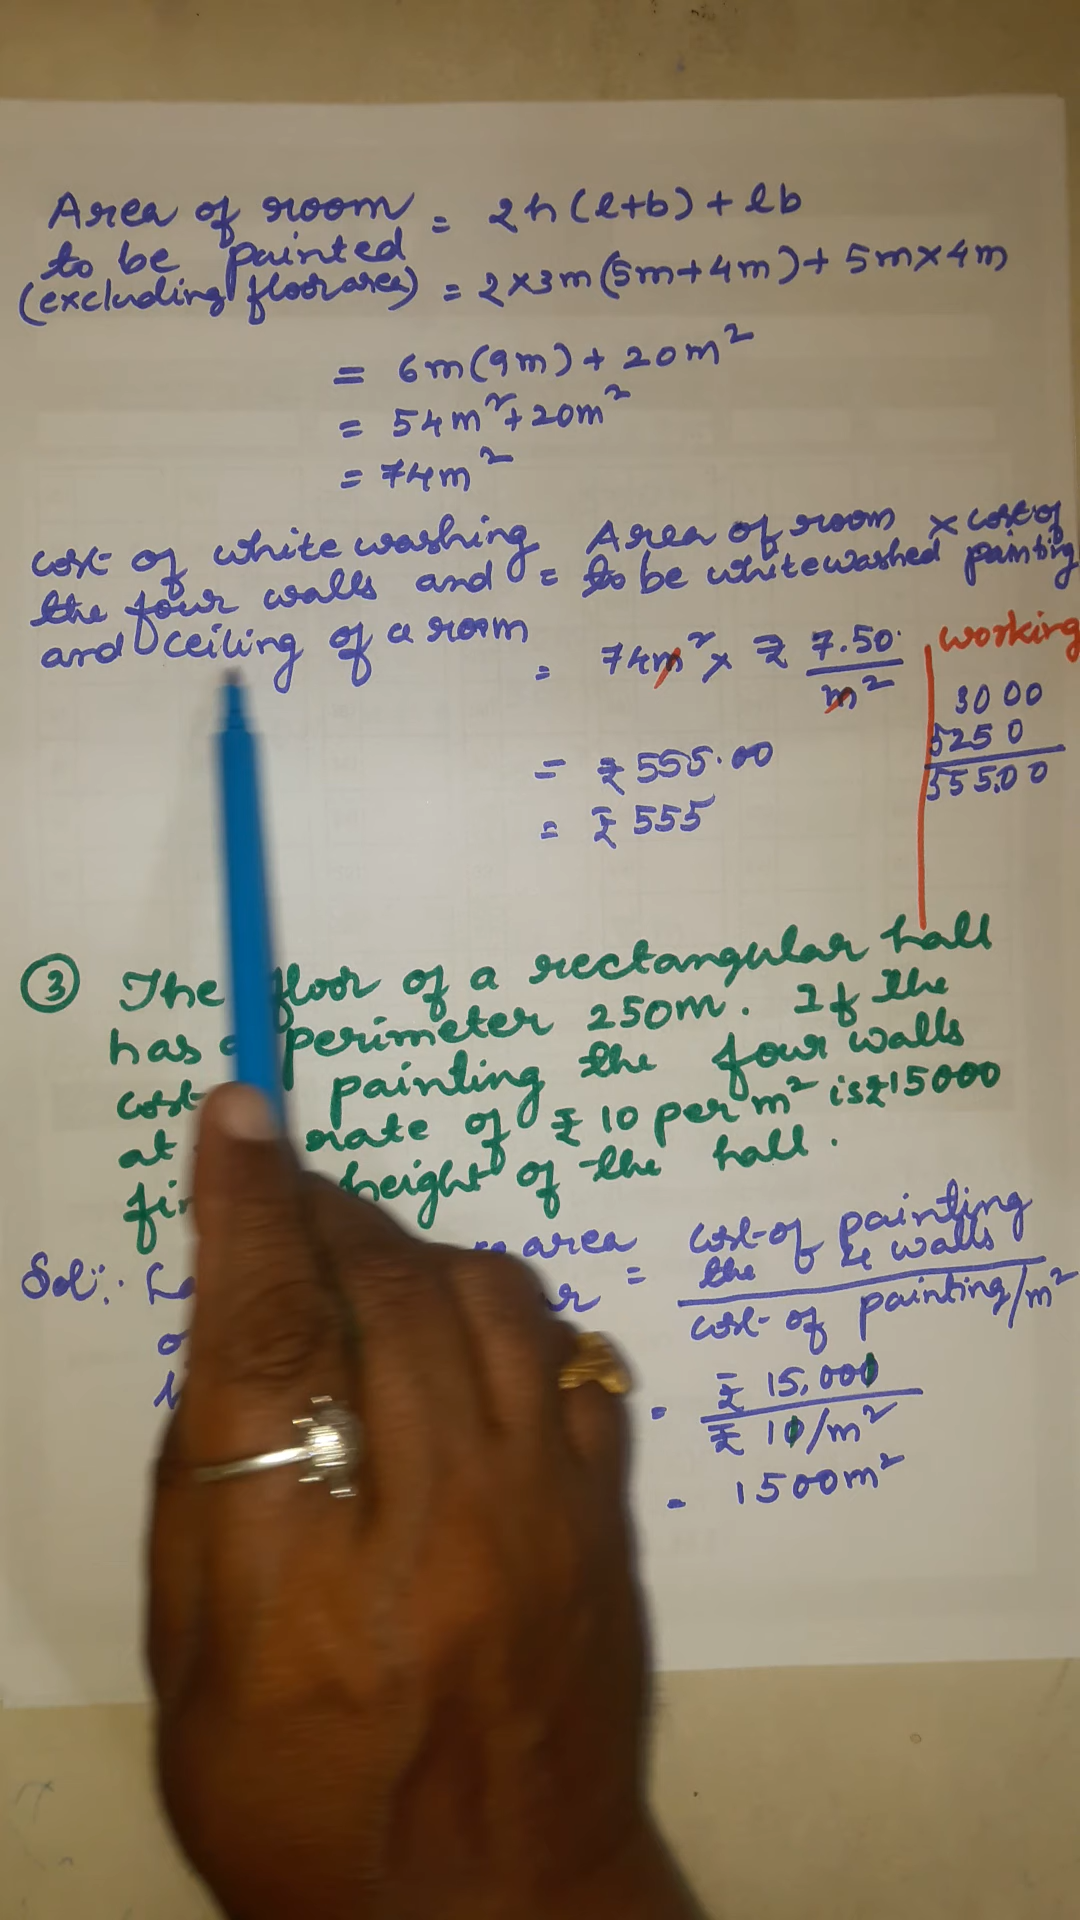 Area of room = 2h(l+b)+lb
to be painted
(excluding floor area) = 2×3m(5m+4m)+5m×4m
= 6m(9m)+20m²
= 54m²+20m²
= 74m²
cost of white washing = Area of room × cost of
the four walls and to be whitewashed painting
and ceiling of a room
= 74m² × ₹ 7.50/m²
= ₹555.00
= ₹555
working
3000
5250
555.00
③ The floor of a rectangular hall
has a perimeter 250m. If the
cost painting the four walls
at rate of ₹10 per m² is ₹15000
height of the hall.
Sol: area = cost of painting the 4 walls / cost of painting/m²
= ₹15,000 / ₹10/m²
= 1500m²